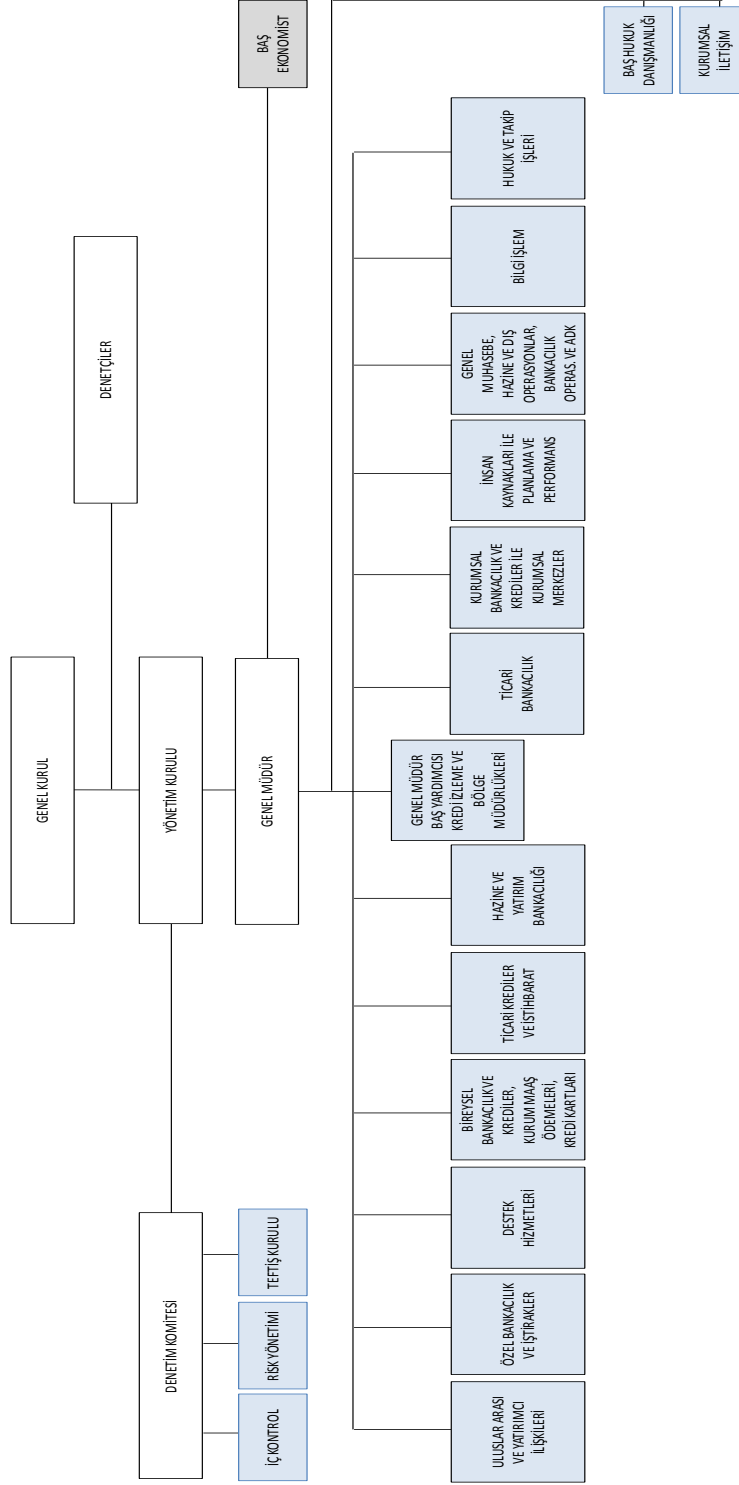 GENEL KURUL
DENETÇİLER
YÖNETİM KURULU
DENETİM KOMİTESİ
GENEL MÜDÜR
BAŞ
EKONOMİST
İÇ KONTROL
RİSK YÖNETİMİ
TEFTİŞ KURULU
GENEL MÜDÜR
BAŞ YARDIMCISI
KREDİ İZLEME VE
BÖLGE
MÜDÜRLÜKLERİ
ULUSLAR ARASI
VE YATIRIMCI
İLİŞKİLERİ
ÖZEL BANKACILIK
VE İŞTİRAKLER
DESTEK
HİZMETLERİ
BİREYSEL
BANKACILIK VE
KREDİLER,
KURUM MAAŞ
ÖDEMELERİ,
KREDİ KARTLARI
TİCARİ KREDİLER
VE İSTİHBARAT
HAZİNE VE
YATIRIM
BANKACILIĞI
TİCARİ
BANKACILIK
KURUMSAL
BANKACILIK VE
KREDİLER İLE
KURUMSAL
MERKEZLER
İNSAN
KAYNAKLARI İLE
PLANLAMA VE
PERFORMANS
GENEL
MUHASEBE,
HAZİNE VE DIŞ
OPERASYONLAR,
BANKACILIK
OPERAS. VE ADK
BİLGİ İŞLEM
HUKUK VE TAKİP
İŞLERİ
BAŞ HUKUK
DANIŞMANLIĞI
KURUMSAL
İLETİŞİM